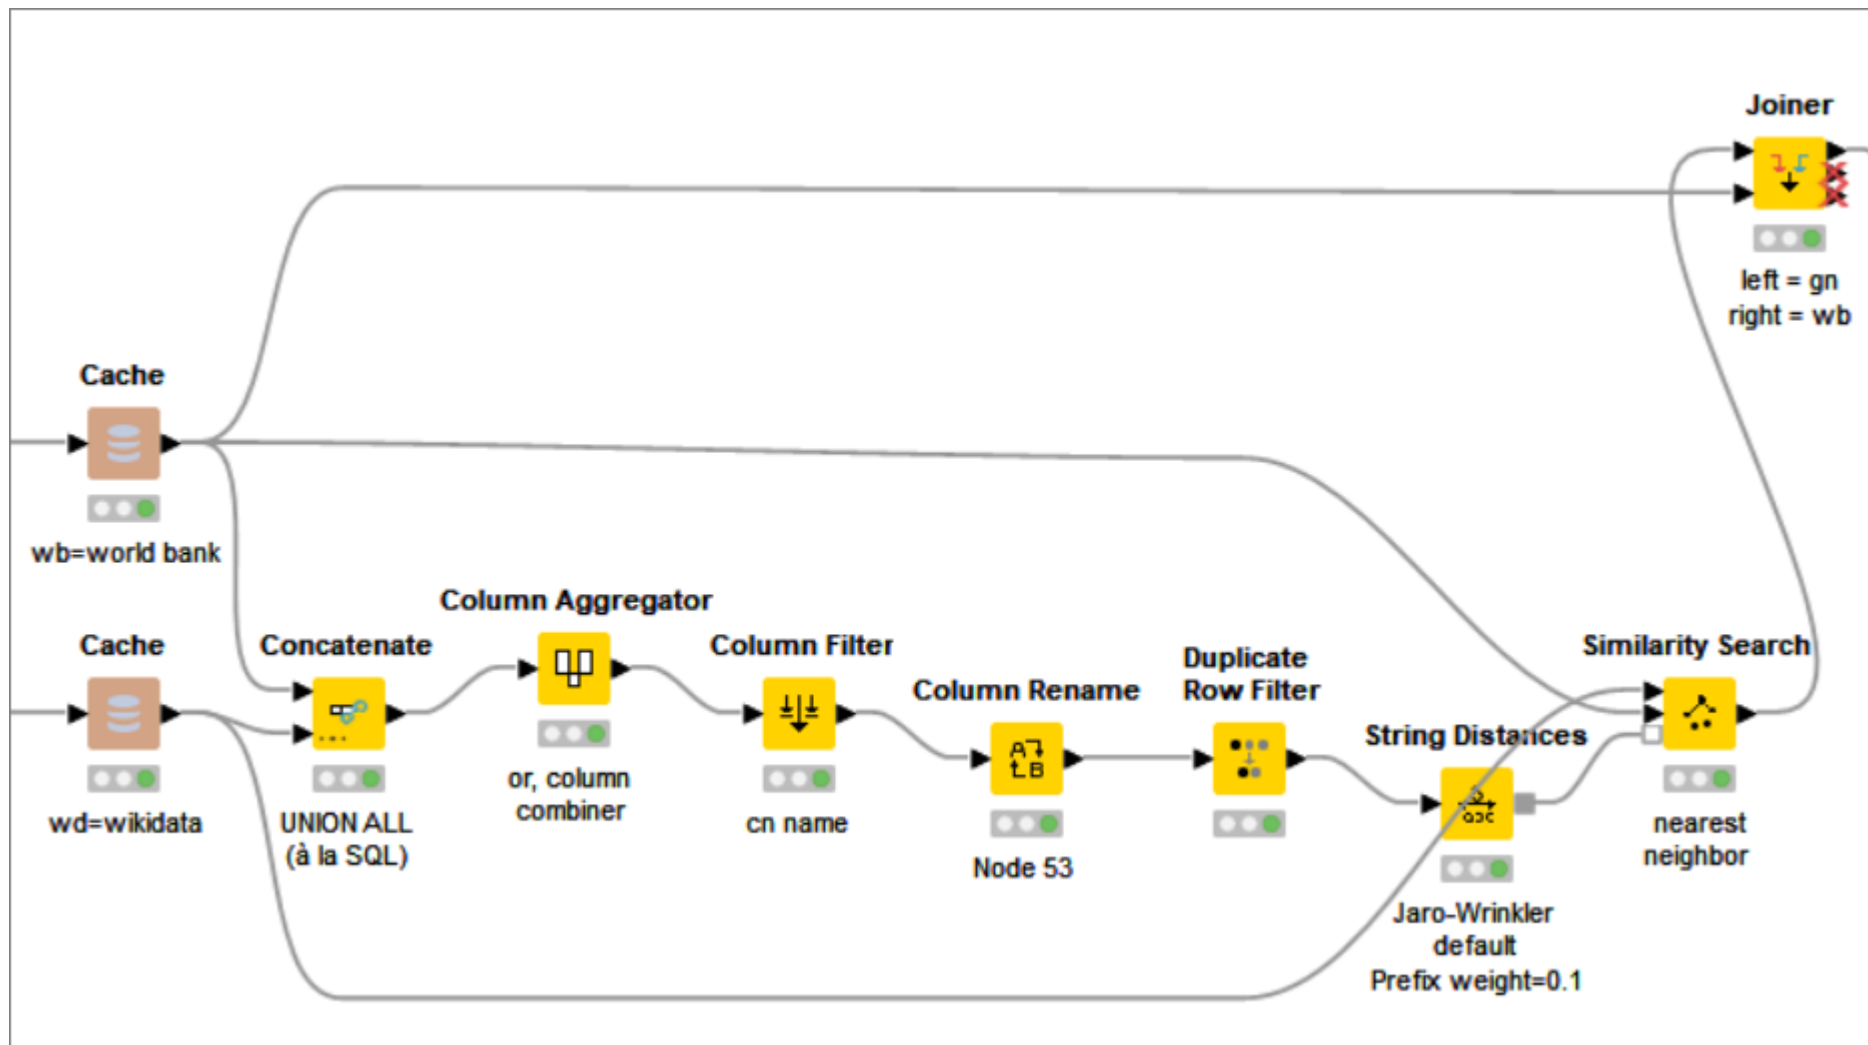 Joiner
left = gn
right = wb
Cache
wb=world bank
Column Aggregator
or, column
combiner
Cache
wd=wikidata
Concatenate
UNION ALL
(à la SQL)
Column Filter
cn name
Column Rename
A
B
Node 53
Duplicate
Row Filter
String Distances
abc
Jaro-Wrinkler
default
Prefix weight=0.1
Similarity Search
nearest
neighbor